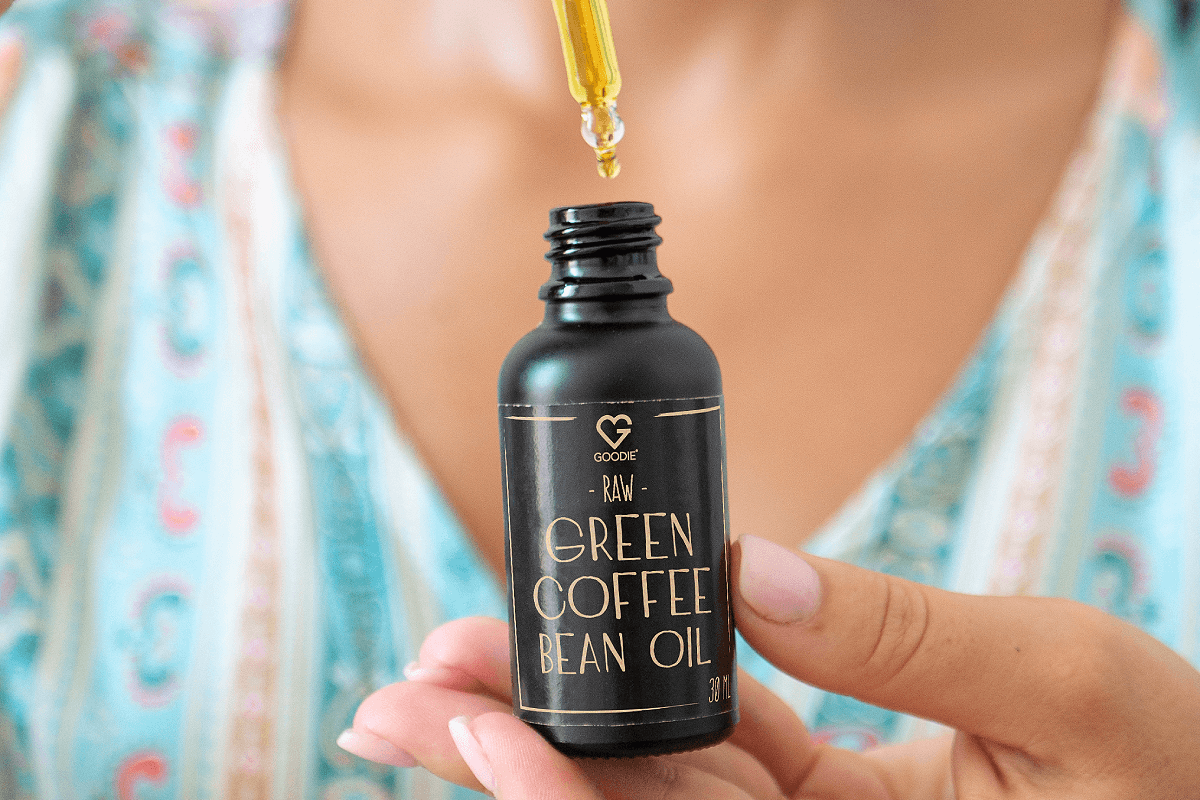 GOODIE®
- RAW -
GREEN
COFFEE
BEAN OIL
30 ML